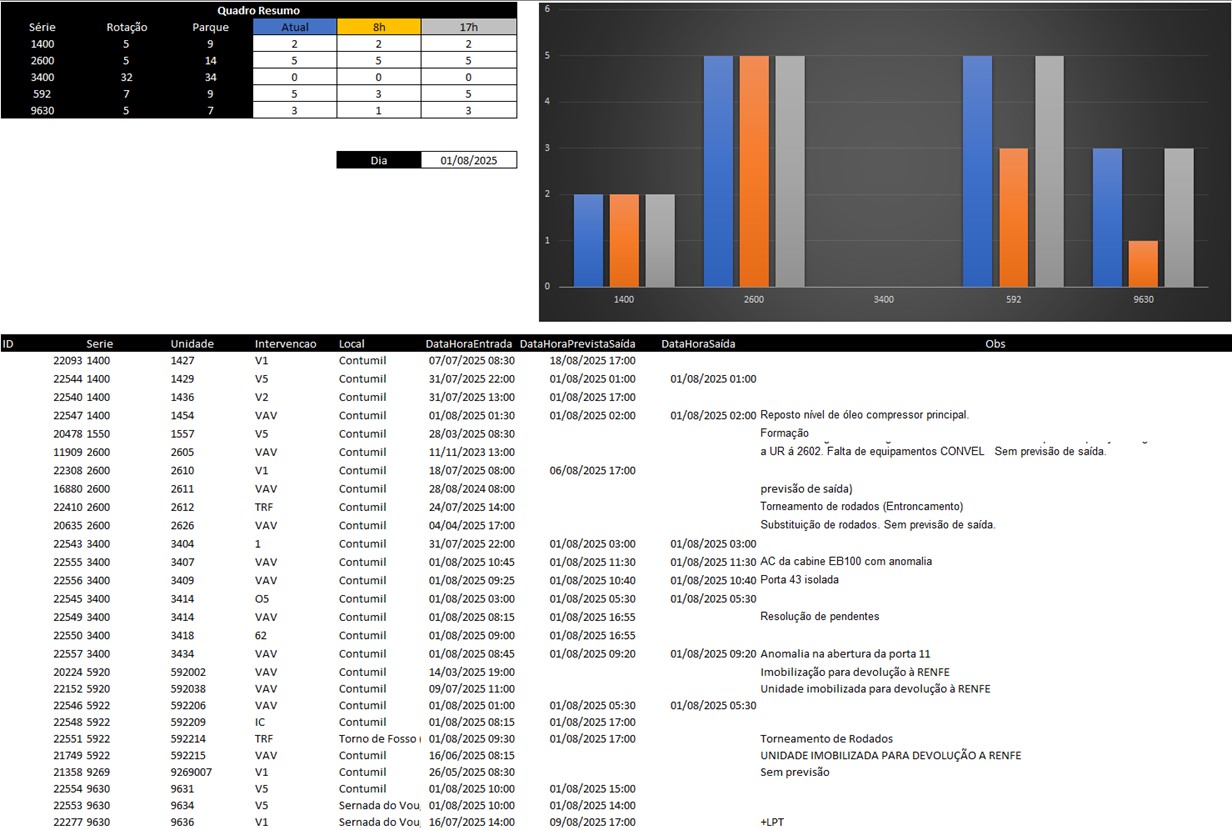 Quadro Resumo
Série Rotação Parque Atual 8h 17h
1400 5 9 2 2 2
2600 5 14 5 5 5
3400 32 34 0 0 0
592 7 9 5 3 5
9630 5 7 3 1 3
Dia 01/08/2025
6
5
4
3
2
1
0
1400 2600 3400 592 9630
ID Serie Unidade Intervencao Local DataHoraEntrada DataHoraPrevistaSaída DataHoraSaída Obs
22093 1400 1427 V1 Contumil 07/07/2025 08:30 18/08/2025 17:00
22544 1400 1429 V5 Contumil 31/07/2025 22:00 01/08/2025 01:00 01/08/2025 01:00
22540 1400 1436 V2 Contumil 31/07/2025 13:00 01/08/2025 17:00
22547 1400 1454 VAV Contumil 01/08/2025 01:30 01/08/2025 02:00 01/08/2025 02:00 Reposto nível de óleo compressor principal.
20478 1550 1557 V5 Contumil 28/03/2025 08:30 Formação
11909 2600 2605 VAV Contumil 11/11/2023 13:00 a UR á 2602. Falta de equipamentos CONVEL Sem previsão de saída.
22308 2600 2610 V1 Contumil 18/07/2025 08:00 06/08/2025 17:00
16880 2600 2611 VAV Contumil 28/08/2024 08:00 previsão de saída)
22410 2600 2612 TRF Contumil 24/07/2025 14:00 Torneamento de rodados (Entroncamento)
20635 2600 2626 VAV Contumil 04/04/2025 17:00 Substituição de rodados. Sem previsão de saída.
22543 3400 3404 1 Contumil 31/07/2025 22:00 01/08/2025 03:00 01/08/2025 03:00
22555 3400 3407 VAV Contumil 01/08/2025 10:45 01/08/2025 11:30 01/08/2025 11:30 AC da cabine EB100 com anomalia
22556 3400 3409 VAV Contumil 01/08/2025 09:25 01/08/2025 10:40 01/08/2025 10:40 Porta 43 isolada
22545 3400 3414 O5 Contumil 01/08/2025 03:00 01/08/2025 05:30 01/08/2025 05:30
22549 3400 3414 VAV Contumil 01/08/2025 08:15 01/08/2025 16:55 Resolução de pendentes
22550 3400 3418 62 Contumil 01/08/2025 09:00 01/08/2025 16:55
22557 3400 3434 VAV Contumil 01/08/2025 08:45 01/08/2025 09:20 01/08/2025 09:20 Anomalia na abertura da porta 11
20224 5920 592002 VAV Contumil 14/03/2025 19:00 Imobilização para devolução à RENFE
22152 5920 592038 VAV Contumil 09/07/2025 11:00 Unidade imobilizada para devolução à RENFE
22546 5922 592206 VAV Contumil 01/08/2025 01:00 01/08/2025 05:30 01/08/2025 05:30
22548 5922 592209 IC Contumil 01/08/2025 08:15 01/08/2025 17:00
22551 5922 592214 TRF Torno de Fosso ( 01/08/2025 09:30 01/08/2025 17:00 Torneamento de Rodados
21749 5922 592215 VAV Contumil 16/06/2025 08:15 UNIDADE IMOBILIZADA PARA DEVOLUÇÃO A RENFE
21358 9269 9269007 V1 Contumil 26/05/2025 08:30 Sem previsão
22554 9630 9631 V5 Contumil 01/08/2025 10:00 01/08/2025 15:00
22553 9630 9634 V5 Sernada do Vou 01/08/2025 10:00 01/08/2025 14:00
22277 9630 9636 V1 Sernada do Vou 16/07/2025 14:00 09/08/2025 17:00 +LPT